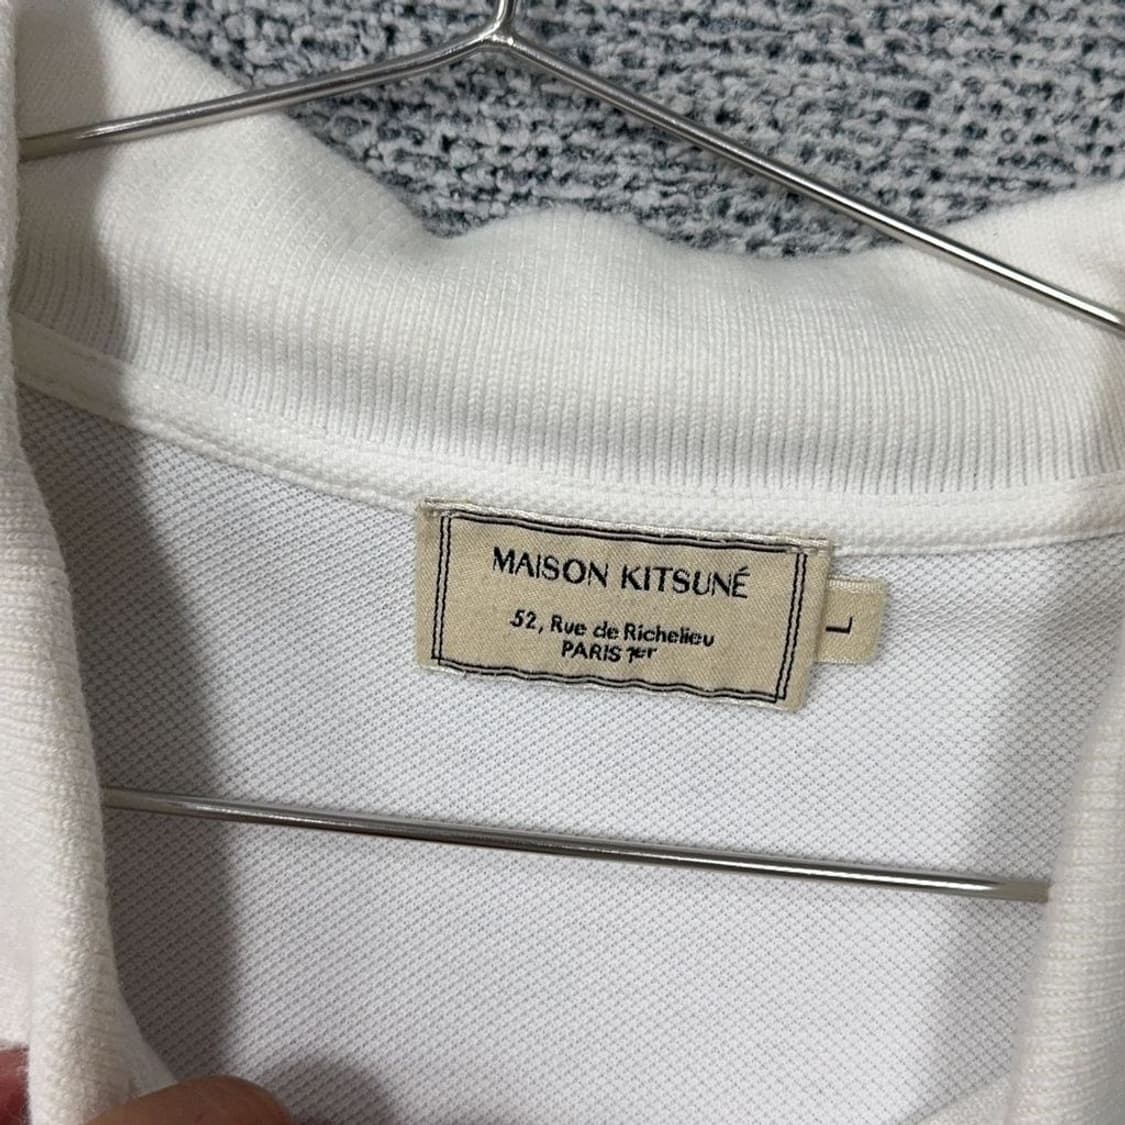 MAISON KITSUNÉ
52, Rue de Richelieu
PARIS 1er
L